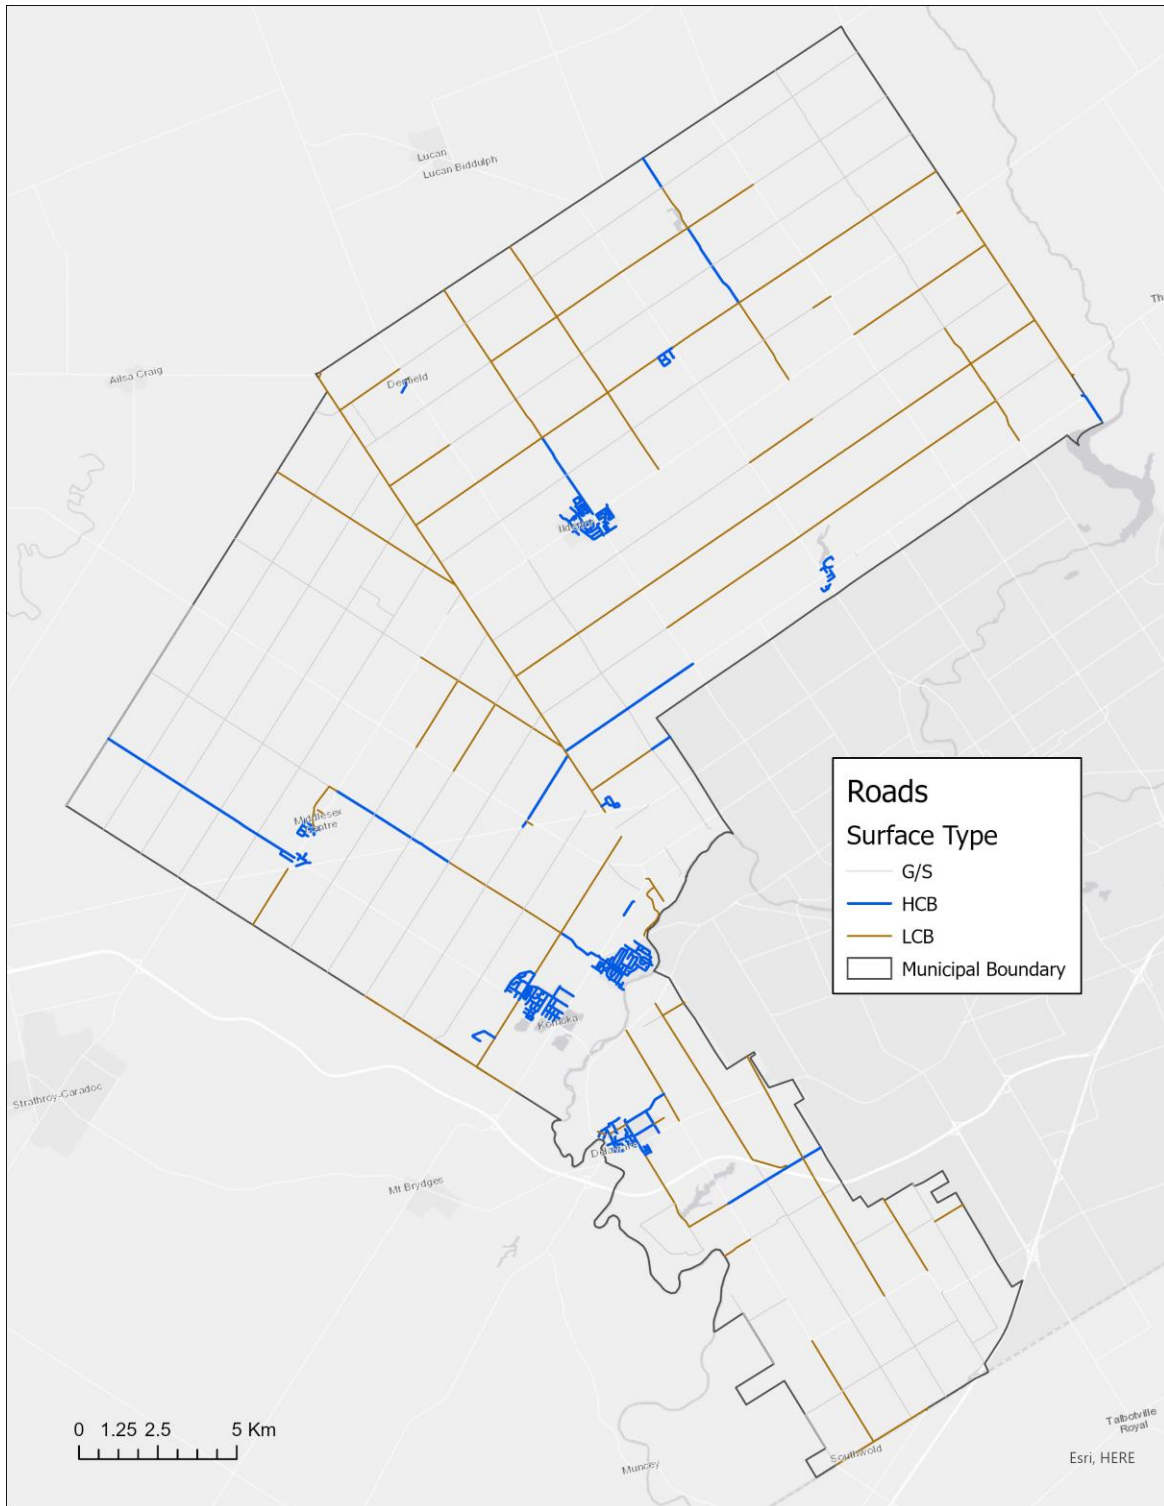 Lucan
Lucan Biddulph
Th
Ailsa Craig
Denfield
Middlesex
Centre
Roads
Surface Type
G/S
HCB
LCB
Municipal Boundary
Komoka
Strathroy-Caradoc
Delaware
Mt Brydges
0 1.25 2.5 5 Km
Talbotville
Royal
Southwold
Muncey
Esri, HERE